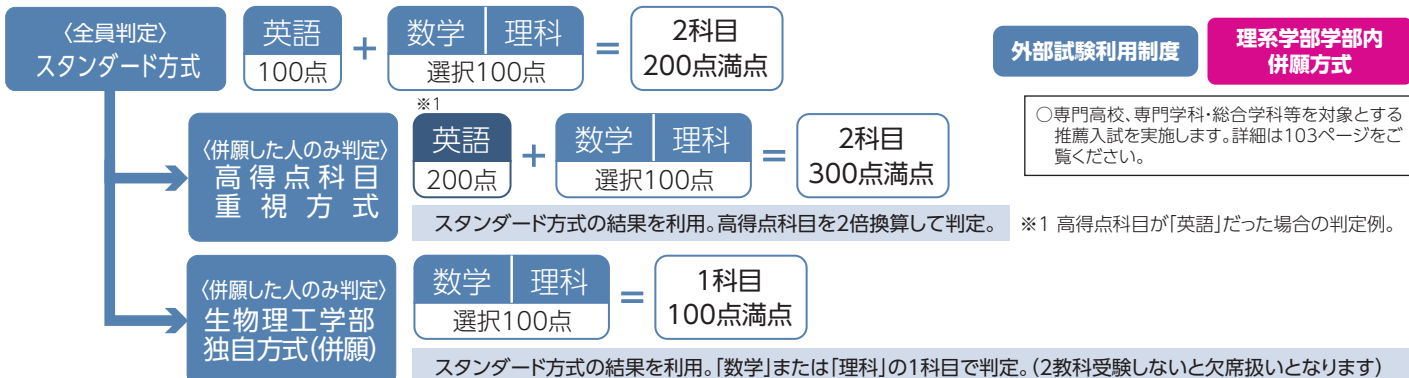 〈全員判定〉
スタンダード方式
英語
100点
+
数学 理科
選択100点
=
2科目
200点満点
外部試験利用制度
理系学部学部内
併願方式
○専門高校、専門学科・総合学科等を対象とする
推薦入試を実施します。詳細は103ページをご
覧ください。
〈併願した人のみ判定〉
高得点科目
重視方式
※1
英語
200点
+
数学 理科
選択100点
=
2科目
300点満点
スタンダード方式の結果を利用。高得点科目を2倍換算して判定。
※1 高得点科目が「英語」だった場合の判定例。
〈併願した人のみ判定〉
生物理工学部
独自方式(併願)
数学 理科
選択100点
=
1科目
100点満点
スタンダード方式の結果を利用。「数学」または「理科」の1科目で判定。(2教科受験しないと欠席扱いとなります)